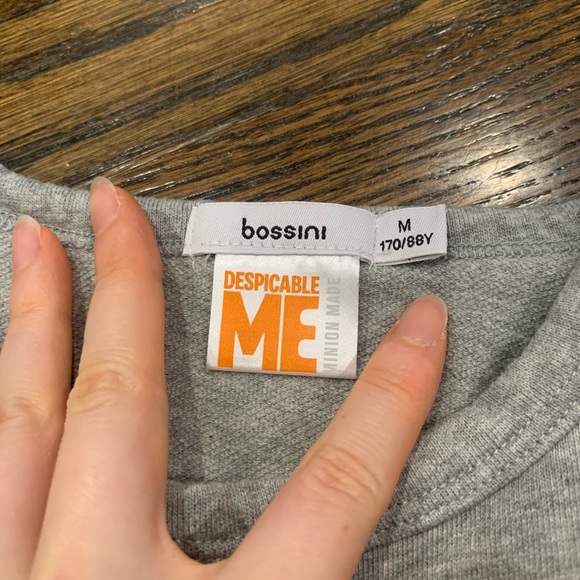 bossini
M
170/88Y
DESPICABLE
ME
MINION MADE